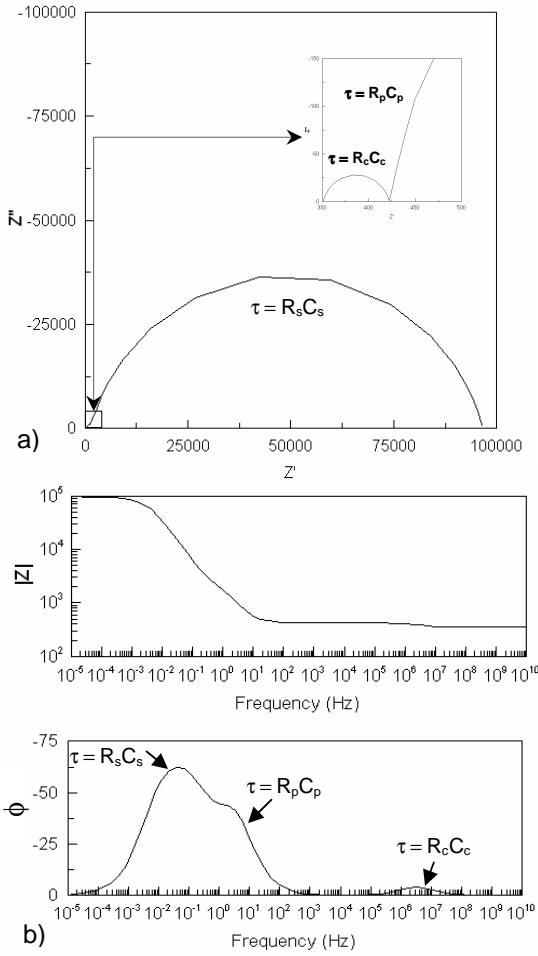 -100000
-75000
-50000
-25000
0
Z"
0 25000 50000 75000 100000
Z'
a)
τ = RsCs
-150
-100
-50
0
Z"
350 400 450 500
Z'
τ = RpCp
τ = RcCc
10^5
10^4
10^3
10^2
|Z|
10^-5 10^-4 10^-3 10^-2 10^-1 10^0 10^1 10^2 10^3 10^4 10^5 10^6 10^7 10^8 10^9 10^10
Frequency (Hz)
-75
-50
-25
0
ϕ
τ = RsCs
τ = RpCp
τ = RcCc
10^-5 10^-4 10^-3 10^-2 10^-1 10^0 10^1 10^2 10^3 10^4 10^5 10^6 10^7 10^8 10^9 10^10
Frequency (Hz)
b)